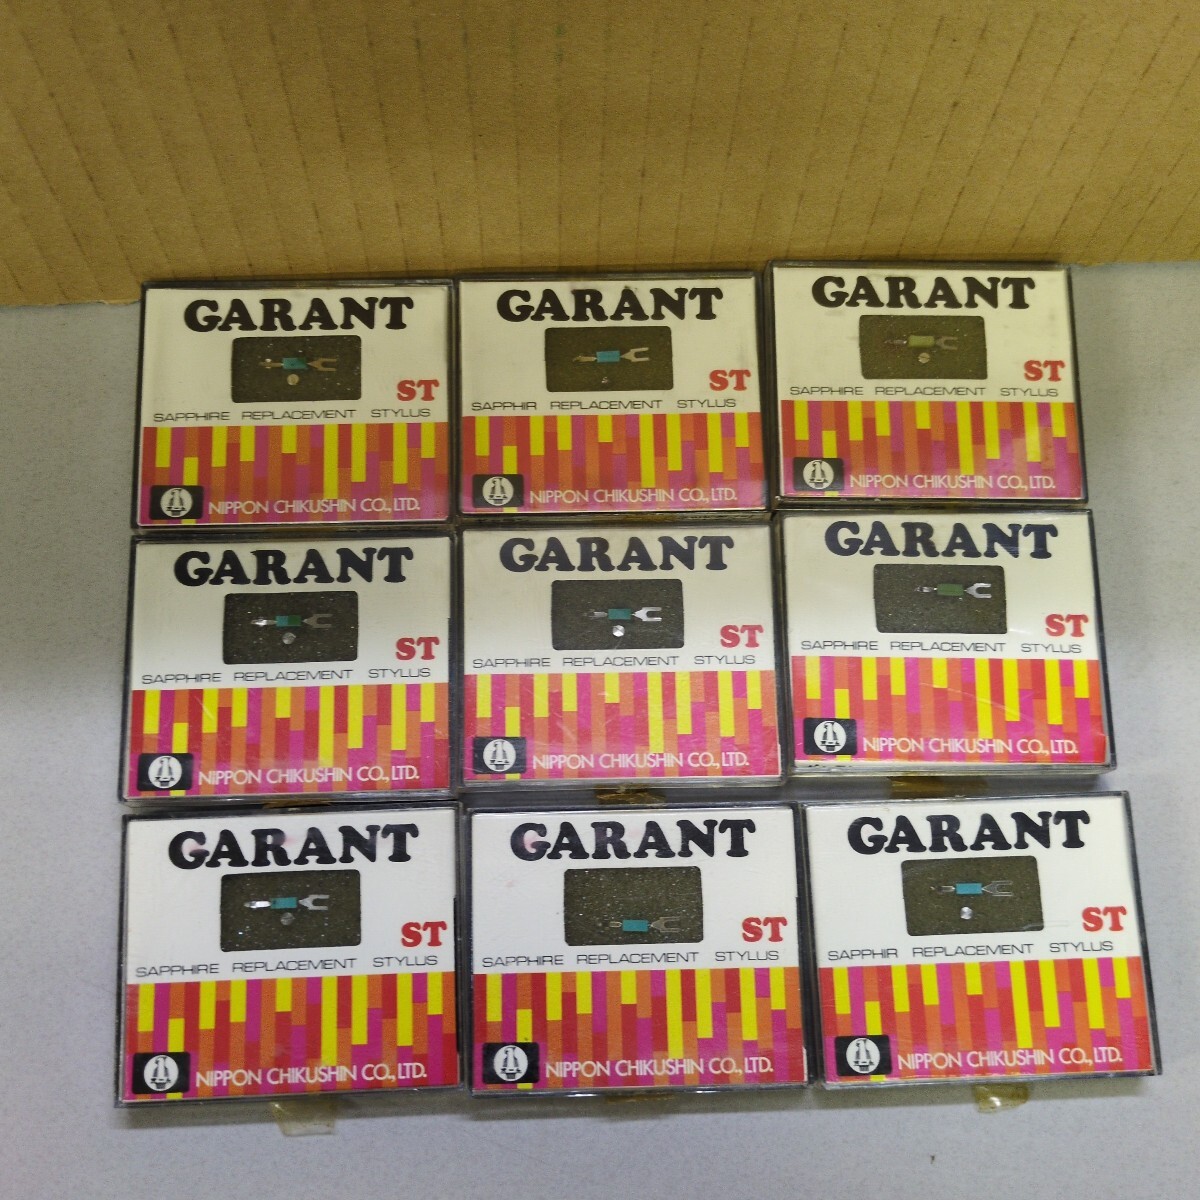 GARANT
ST
SAPPHIRE REPLACEMENT STYLUS
NIPPON CHIKUSHIN CO.,LTD.
GARANT
ST
SAPPHIR REPLACEMENT STYLUS
NIPPON CHIKUSHIN CO.,LTD.
GARANT
ST
SAPPHIRE REPLACEMENT STYLUS
NIPPON CHIKUSHIN CO.,LTD.
GARANT
ST
SAPPHIRE REPLACEMENT STYLUS
NIPPON CHIKUSHIN CO.,LTD.
GARANT
ST
SAPPHIRE REPLACEMENT STYLUS
NIPPON CHIKUSHIN CO.,LTD.
GARANT
ST
SAPPHIRE REPLACEMENT STYLUS
NIPPON CHIKUSHIN CO.,LTD.
GARANT
ST
SAPPHIRE REPLACEMENT STYLUS
NIPPON CHIKUSHIN CO.,LTD.
GARANT
ST
SAPPHIRE REPLACEMENT STYLUS
NIPPON CHIKUSHIN CO.,LTD.
GARANT
ST
SAPPHIR REPLACEMENT STYLUS
NIPPON CHIKUSHIN CO.,LTD.